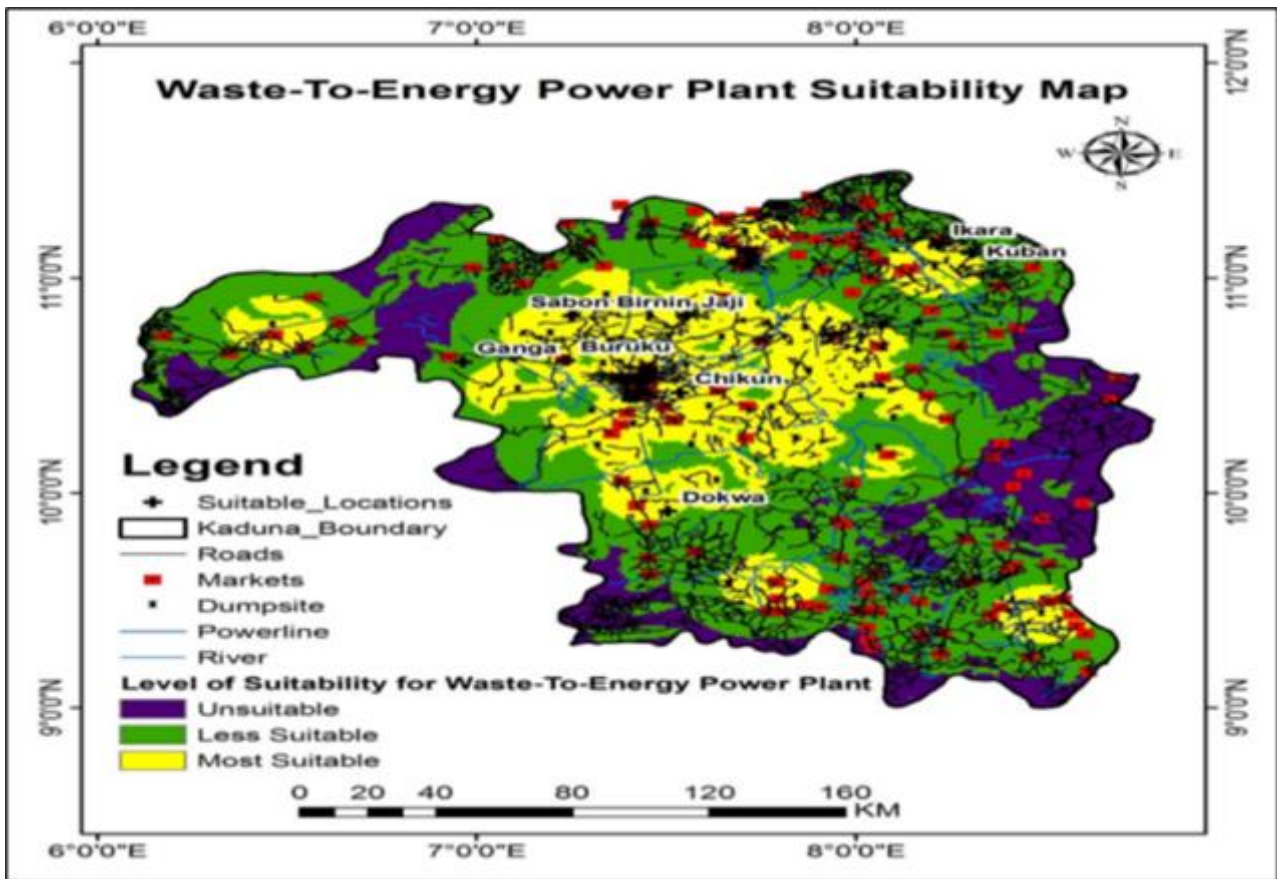 6°0'0"E 7°0'0"E 8°0'0"E
12°0'0"N
Waste-To-Energy Power Plant Suitability Map
N
W E
S
Ikara
Kuban
11°0'0"N 11°0'0"N
Sabon Birnin Jaji
Ganga Buruku
Chikun
Legend
10°0'0"N 10°0'0"N
Dokwa
Suitable_Locations
Kaduna_Boundary
Roads
Markets
Dumpsite
Powerline
River
Level of Suitability for Waste-To-Energy Power Plant
9°0'0"N 9°0'0"N
Unsuitable
Less Suitable
Most Suitable
0 20 40 80 120 160
KM
6°0'0"E 7°0'0"E 8°0'0"E